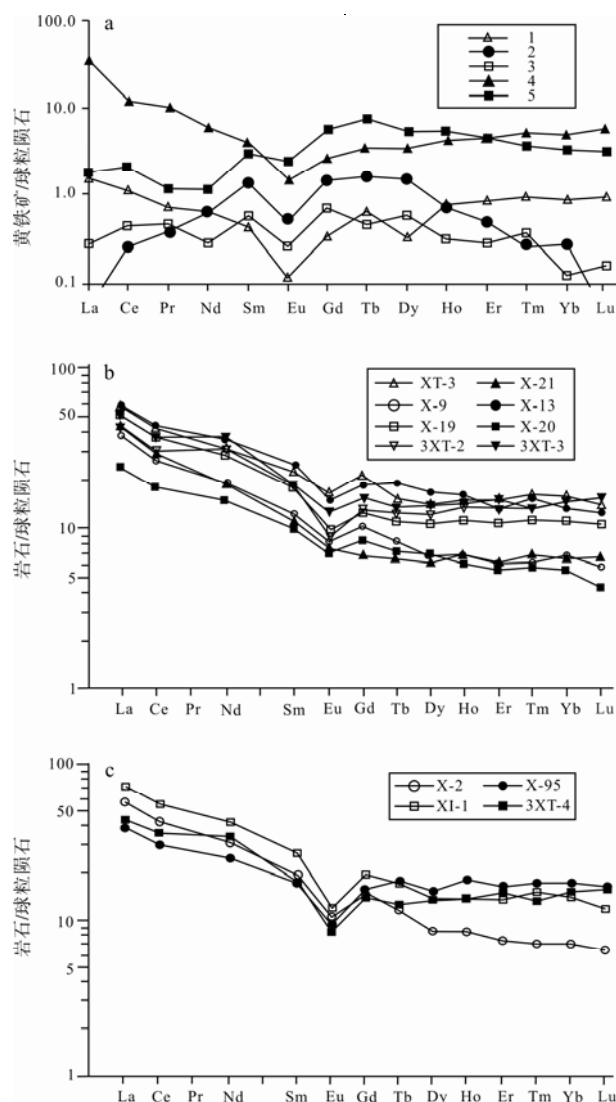 a
100.0
10.0
1.0
0.1
黄铁矿/球粒陨石
1
2
3
4
5
La Ce Pr Nd Sm Eu Gd Tb Dy Ho Er Tm Yb Lu
b
100
50
10
5
1
岩石/球粒陨石
XT-3 X-21
X-9 X-13
X-19 X-20
3XT-2 3XT-3
La Ce Pr Nd Sm Eu Gd Tb Dy Ho Er Tm Yb Lu
c
100
50
10
5
1
岩石/球粒陨石
X-2 X-95
XI-1 3XT-4
La Ce Pr Nd Sm Eu Gd Tb Dy Ho Er Tm Yb Lu